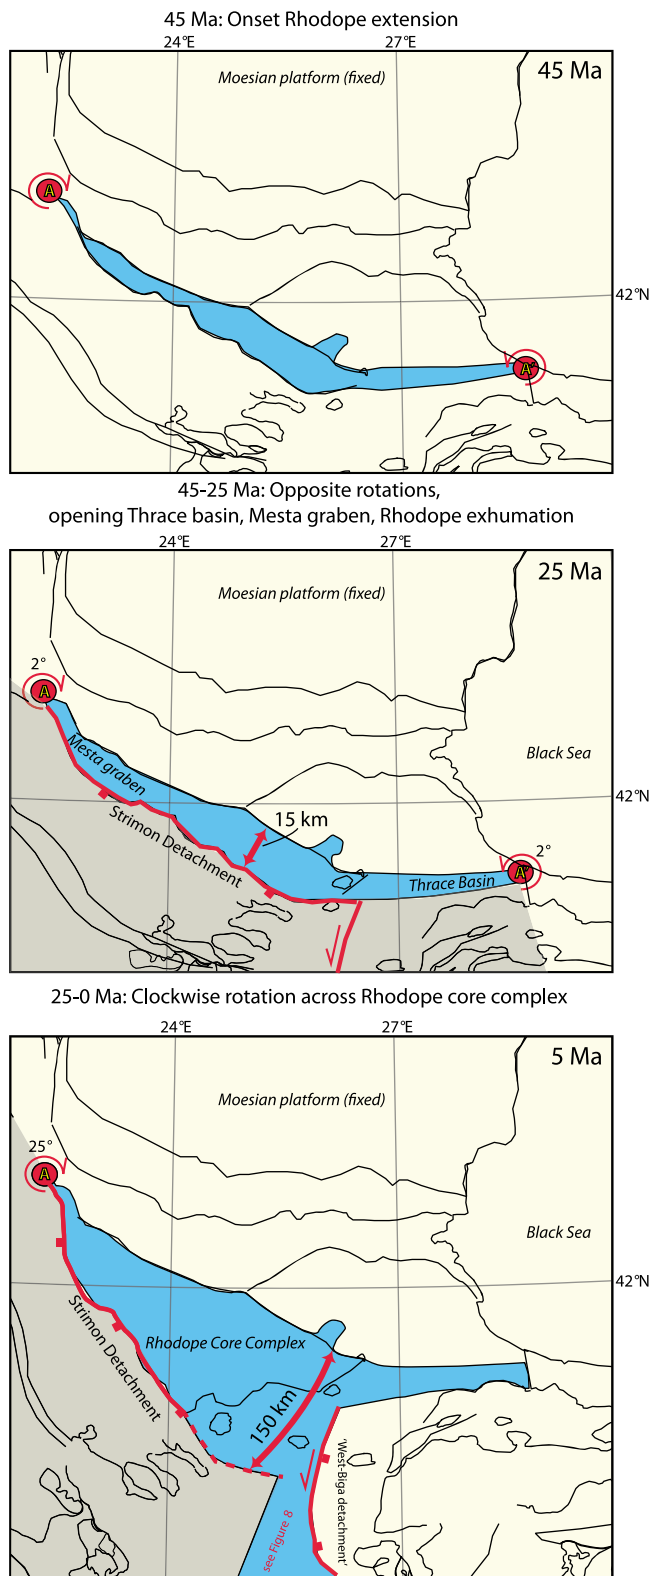 45 Ma: Onset Rhodope extension
24°E
27°E
Moesian platform (fixed)
45 Ma
A
42°N
A'
45-25 Ma: Opposite rotations,
opening Thrace basin, Mesta graben, Rhodope exhumation
24°E
27°E
25 Ma
Moesian platform (fixed)
2°
A
Mesta graben
Black Sea
42°N
15 km
Strimon Detachment
2°
A'
Thrace Basin
25-0 Ma: Clockwise rotation across Rhodope core complex
24°E
27°E
5 Ma
Moesian platform (fixed)
25°
A
Black Sea
42°N
Rhodope Core Complex
Strimon Detachment
150 km
'West-Biga detachment'
see Figure 8